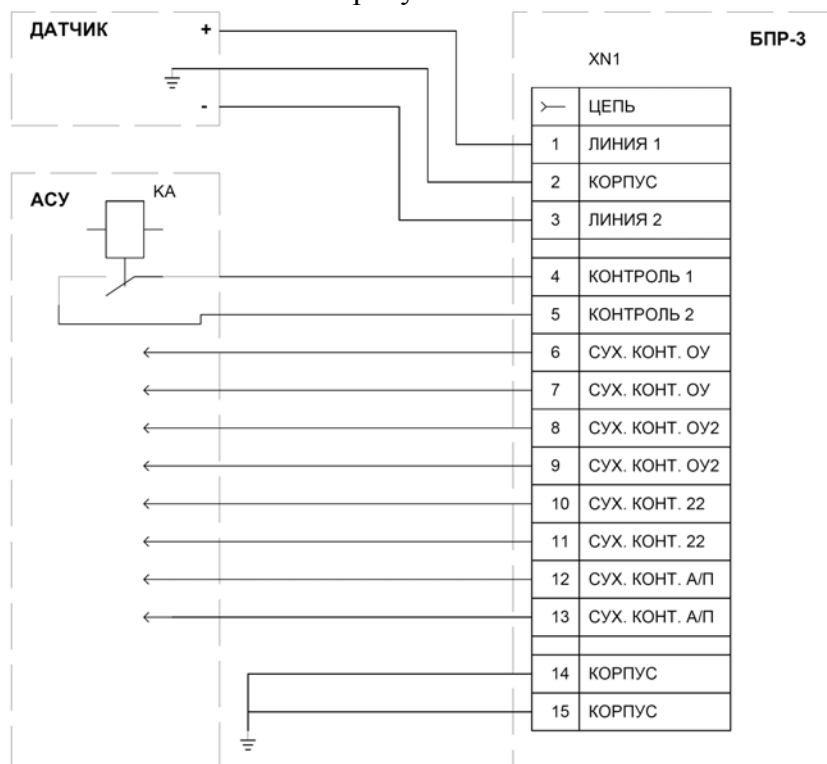 ДАТЧИК
+
-
БПР-3
XN1
ЦЕПЬ
1 ЛИНИЯ 1
2 КОРПУС
3 ЛИНИЯ 2
АСУ
KA
4 КОНТРОЛЬ 1
5 КОНТРОЛЬ 2
6 СУХ. КОНТ. ОУ
7 СУХ. КОНТ. ОУ
8 СУХ. КОНТ. ОУ2
9 СУХ. КОНТ. ОУ2
10 СУХ. КОНТ. 22
11 СУХ. КОНТ. 22
12 СУХ. КОНТ. А/П
13 СУХ. КОНТ. А/П
14 КОРПУС
15 КОРПУС